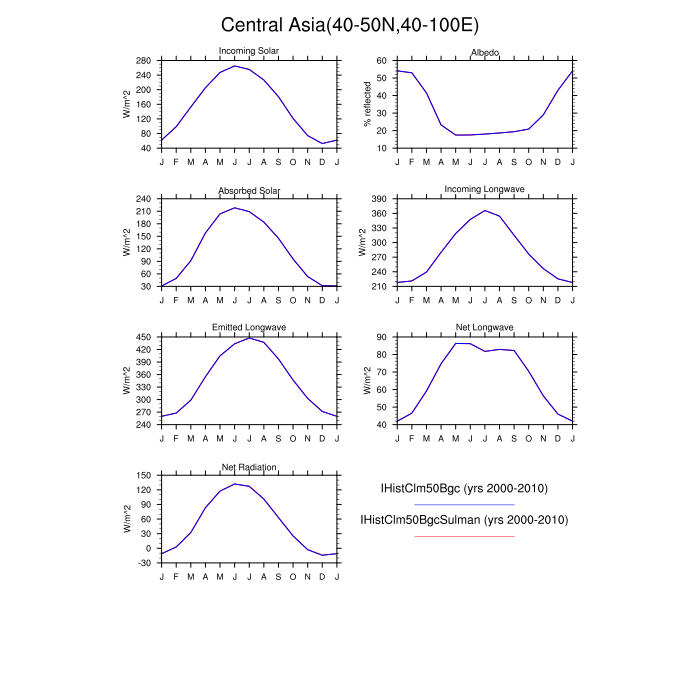 Central Asia(40-50N,40-100E)
Incoming Solar
W/m^2
280
240
200
160
120
80
40
J F M A M J J A S O N D J
Albedo
% reflected
60
50
40
30
20
10
J F M A M J J A S O N D J
Absorbed Solar
W/m^2
240
210
180
150
120
90
60
30
J F M A M J J A S O N D J
Incoming Longwave
W/m^2
390
360
330
300
270
240
210
J F M A M J J A S O N D J
Emitted Longwave
W/m^2
450
420
390
360
330
300
270
240
J F M A M J J A S O N D J
Net Longwave
W/m^2
90
80
70
60
50
40
J F M A M J J A S O N D J
Net Radiation
W/m^2
150
120
90
60
30
0
-30
J F M A M J J A S O N D J
IHistClm50Bgc (yrs 2000-2010)
IHistClm50BgcSulman (yrs 2000-2010)